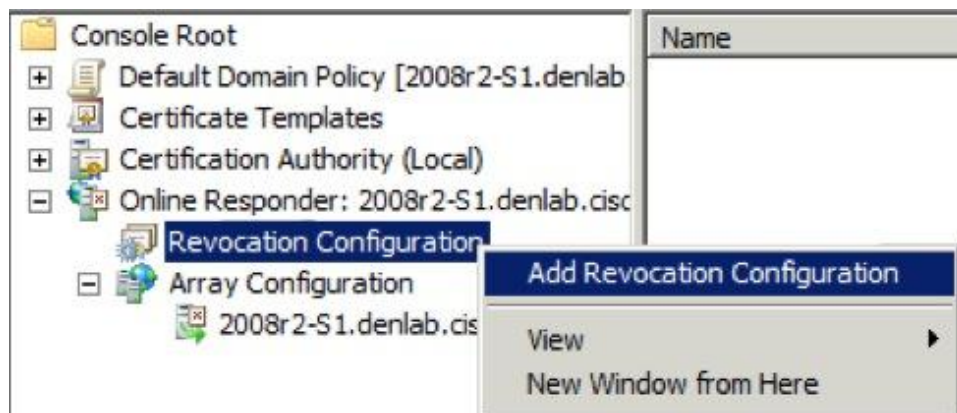 Console Root
Name
Default Domain Policy [2008r2-S1.denlab.
Certificate Templates
Certification Authority (Local)
Online Responder: 2008r2-S1.denlab.cisc
Revocation Configuration
Add Revocation Configuration
Array Configuration
2008r2-S1.denlab.cis
View
New Window from Here